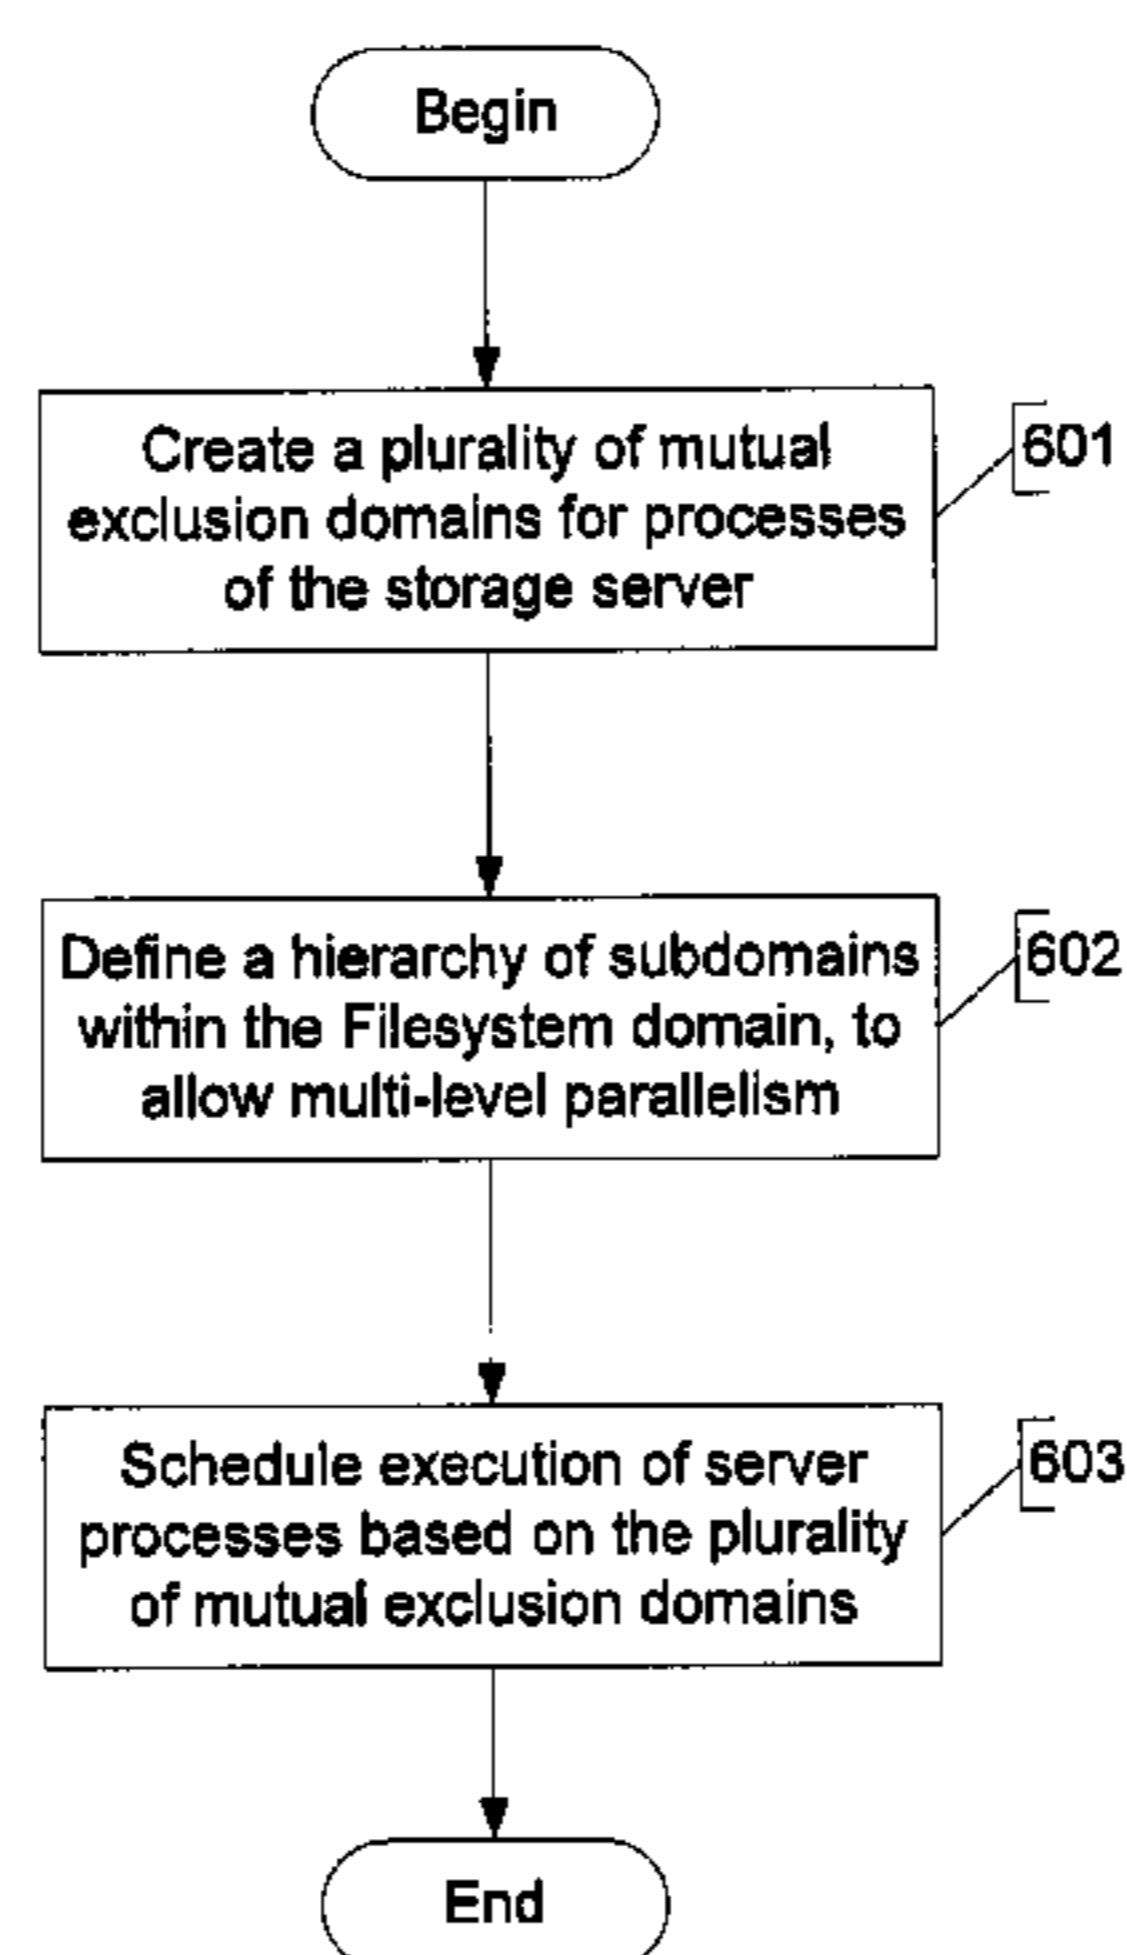 Begin
Create a plurality of mutual
exclusion domains for processes
of the storage server
601
Define a hierarchy of subdomains
within the Filesystem domain, to
allow multi-level parallelism
602
Schedule execution of server
processes based on the plurality
of mutual exclusion domains
603
End